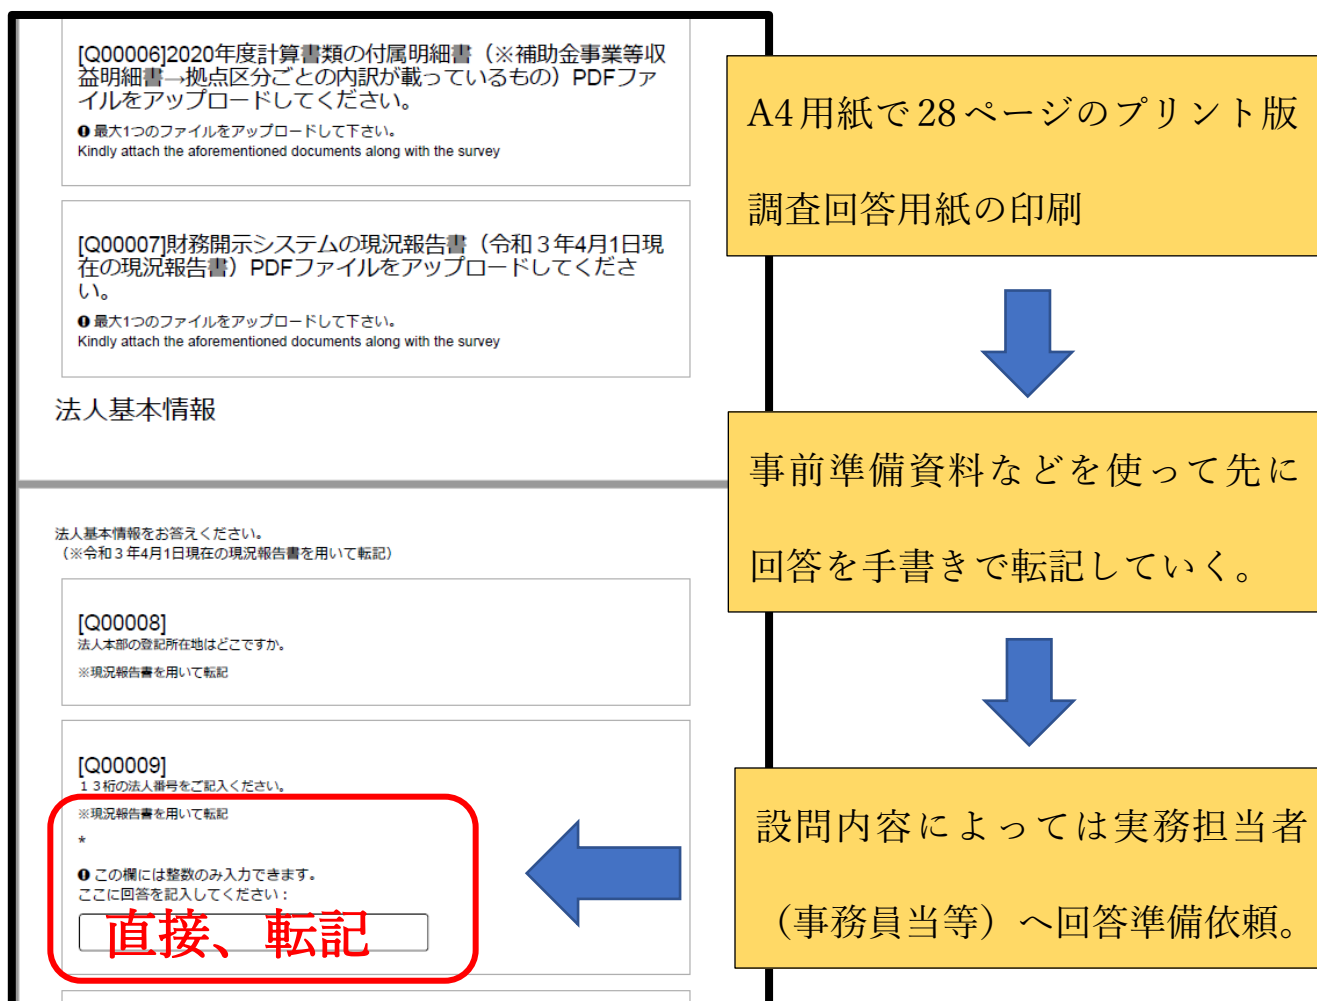 [Q00006]2020年度計算書類の付属明細書（※補助金事業等収
益明細書→拠点区分ごとの内訳が載っているもの）PDFファ
イルをアップロードしてください。
❶ 最大1つのファイルをアップロードして下さい。
Kindly attach the aforementioned documents along with the survey
[Q00007]財務開示システムの現況報告書（令和３年4月1日現
在の現況報告書）PDFファイルをアップロードしてくださ
い。
❶ 最大1つのファイルをアップロードして下さい。
Kindly attach the aforementioned documents along with the survey
法人基本情報
法人基本情報をお答えください。
（※令和３年4月1日現在の現況報告書を用いて転記）
[Q00008]
法人本部の登記所在地はどこですか。
※現況報告書を用いて転記
[Q00009]
１３桁の法人番号をご記入ください。
※現況報告書を用いて転記
*
❶ この欄には整数のみ入力できます。
ここに回答を記入してください：
直接、転記
A4用紙で28ページのプリント版
調査回答用紙の印刷
事前準備資料などを使って先に
回答を手書きで転記していく。
設問内容によっては実務担当者
（事務員当等）へ回答準備依頼。